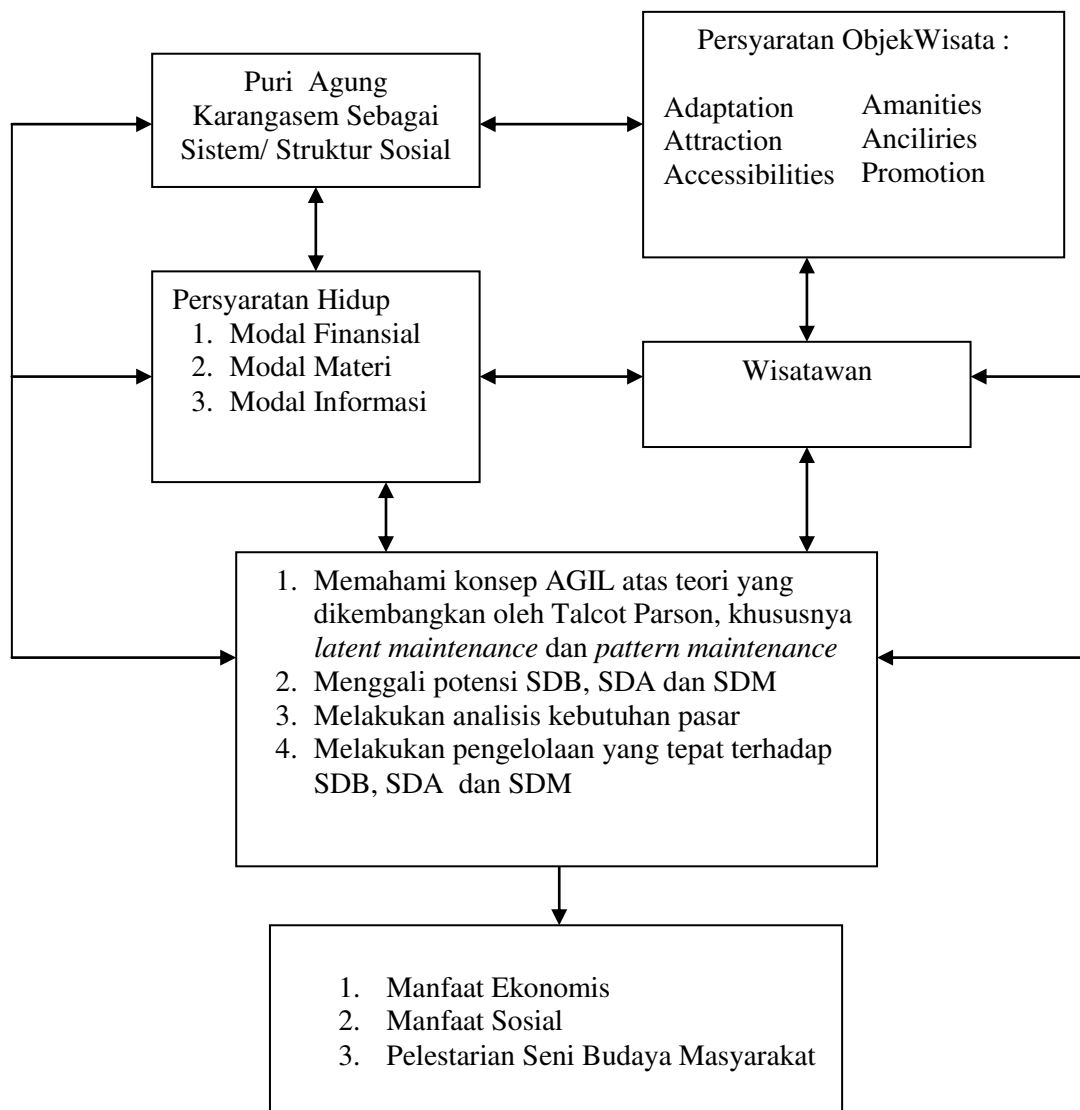 Puri Agung
Karangasem Sebagai
Sistem/ Struktur Sosial
Persyaratan ObjekWisata :
Adaptation
Attraction
Accessibilities
Amanities
Anciliries
Promotion
Persyaratan Hidup
1. Modal Finansial
2. Modal Materi
3. Modal Informasi
Wisatawan
1. Memahami konsep AGIL atas teori yang
dikembangkan oleh Talcot Parson, khususnya
latent maintenance dan pattern maintenance
2. Menggali potensi SDB, SDA dan SDM
3. Melakukan analisis kebutuhan pasar
4. Melakukan pengelolaan yang tepat terhadap
SDB, SDA dan SDM
1. Manfaat Ekonomis
2. Manfaat Sosial
3. Pelestarian Seni Budaya Masyarakat